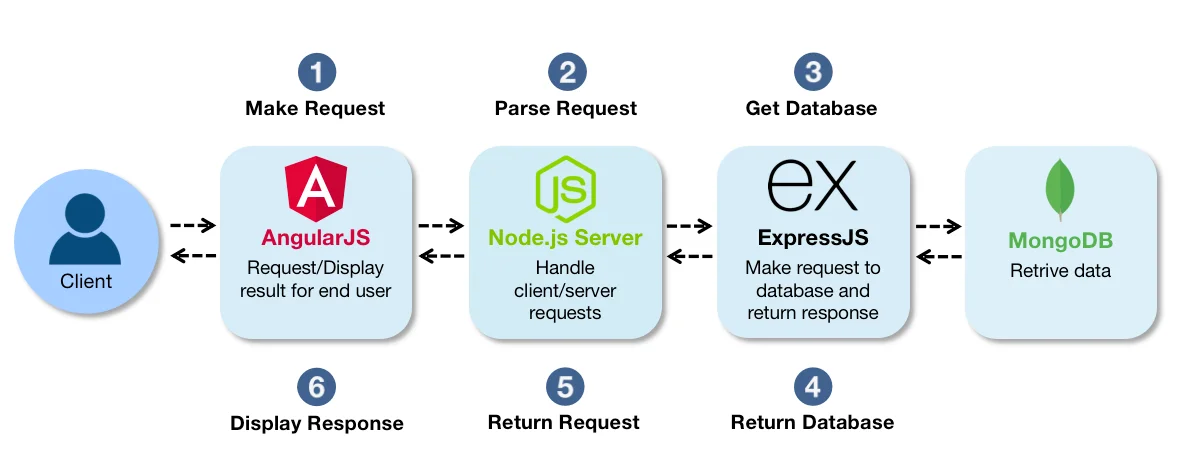 1
2
3
Make Request
Parse Request
Get Database
Client
A
AngularJS
Request/Display
result for end user
JS
Node.js Server
Handle
client/server
requests
ex
ExpressJS
Make request to
database and
return response
MongoDB
Retrive data
6
5
4
Display Response
Return Request
Return Database